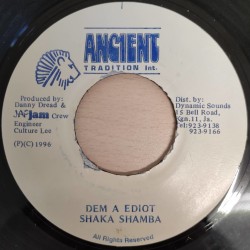 ANCIENT
TRADITION Int.
Produced by:
Danny Dread &
Jam Crew
Engineer
Culture Lee
(P)(C) 1996
Dist. by:
Dynamic Sounds
15 Bell Road,
Kgn.11, Ja.
Tel:923-9138
923-9166
DEM A EDIOT
SHAKA SHAMBA
All Rights Reserved